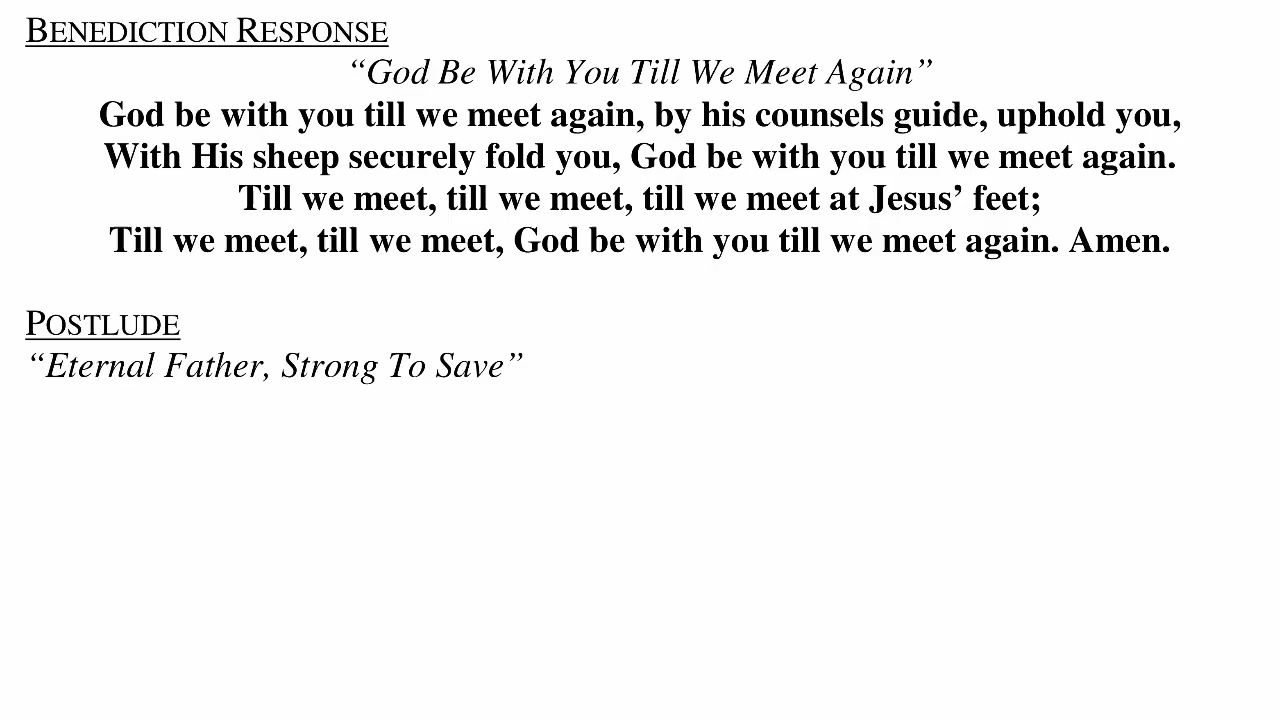 BENEDICTION RESPONSE
“God Be With You Till We Meet Again”
God be with you till we meet again, by his counsels guide, uphold you,
With His sheep securely fold you, God be with you till we meet again.
Till we meet, till we meet, till we meet at Jesus’ feet;
Till we meet, till we meet, God be with you till we meet again. Amen.
POSTLUDE
“Eternal Father, Strong To Save”